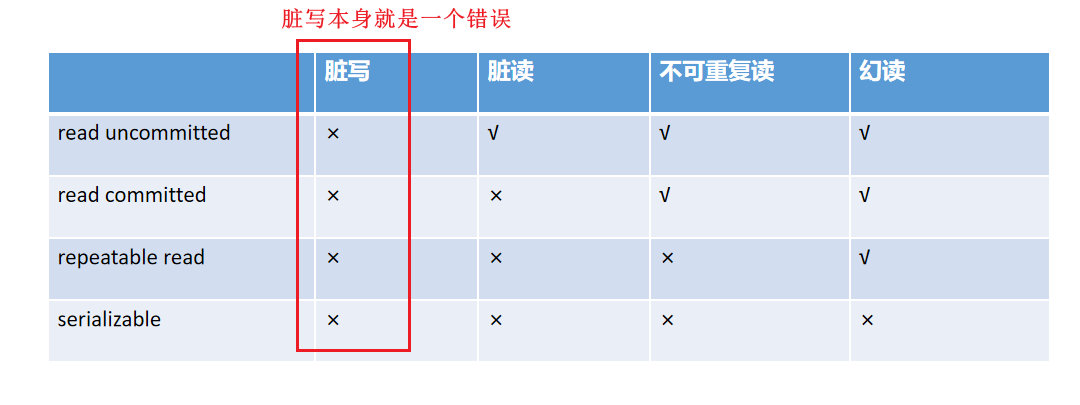 脏写本身就是一个错误
脏写 脏读 不可重复读 幻读
read uncommitted × √ √ √
read committed × × √ √
repeatable read × × × √
serializable × × × ×